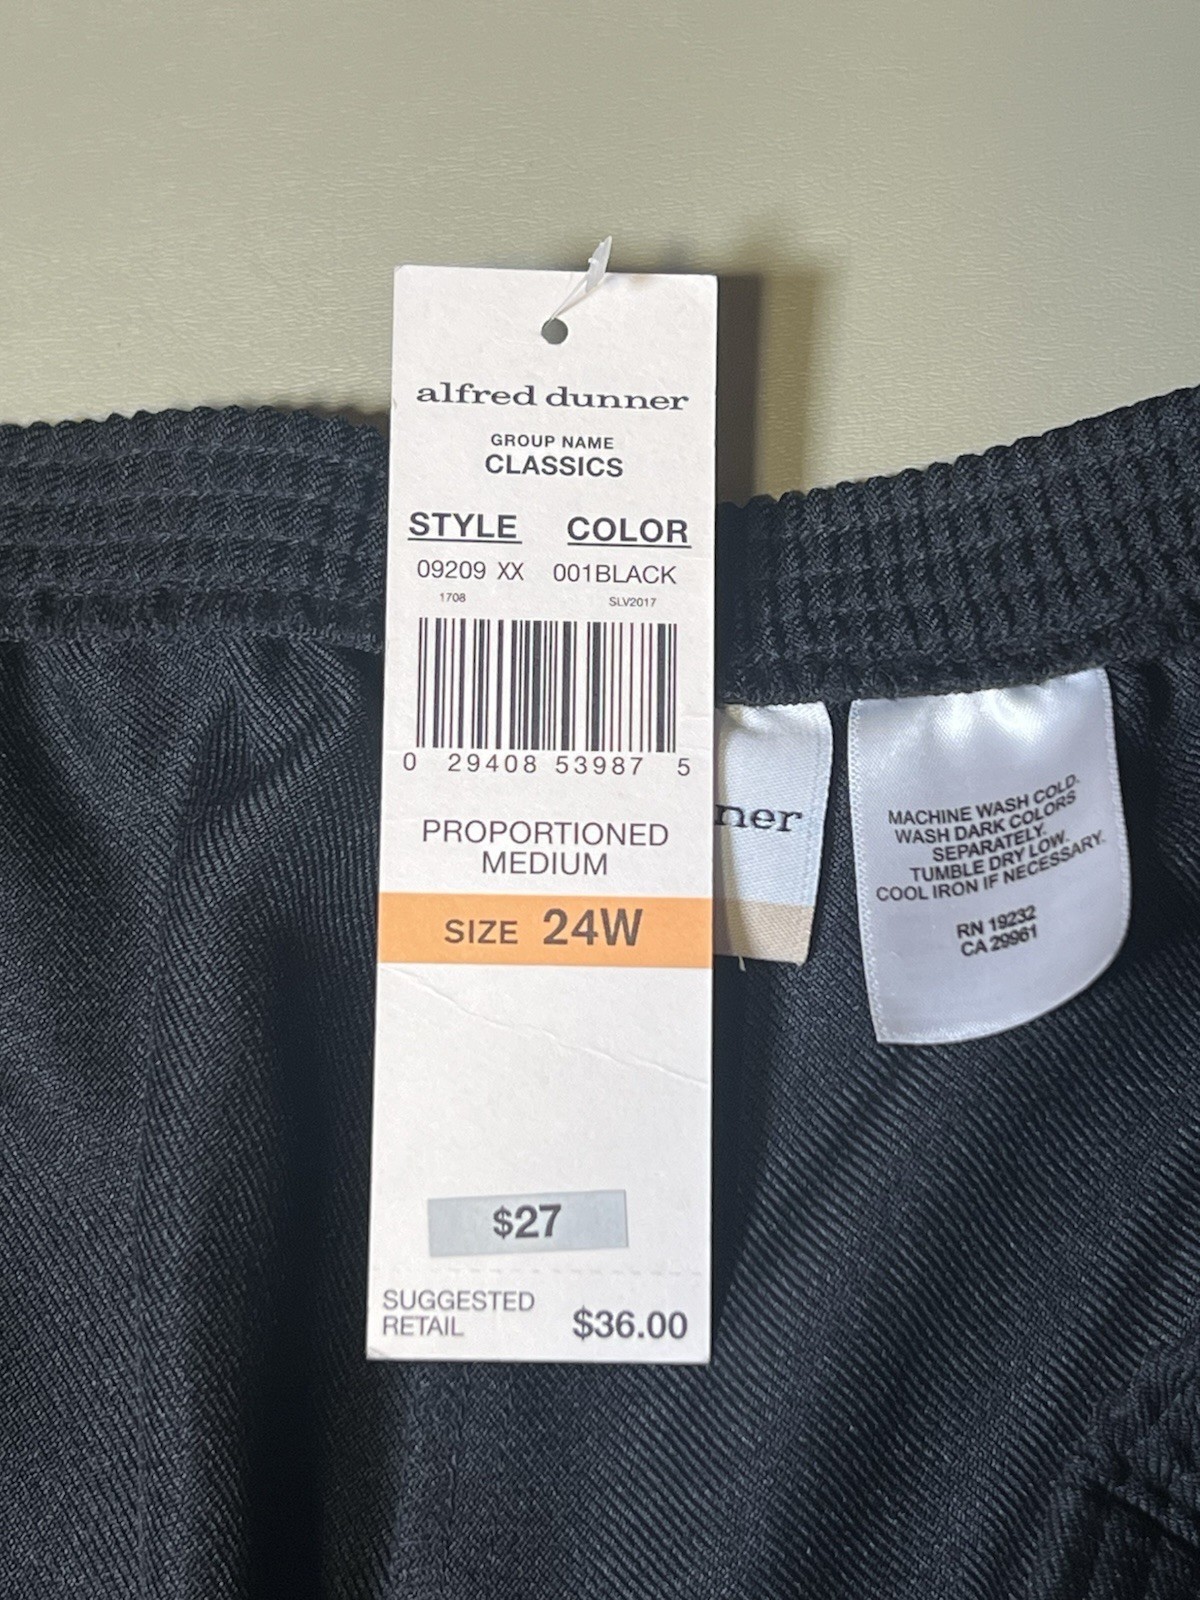 alfred dunner
GROUP NAME
CLASSICS
STYLE COLOR
09209 XX 001BLACK
1708 SLV2017
0 29408 53987 5
PROPORTIONED
MEDIUM
SIZE 24W
$27
SUGGESTED
RETAIL $36.00
ner
MACHINE WASH COLD.
WASH DARK COLORS
SEPARATELY.
TUMBLE DRY LOW.
COOL IRON IF NECESSARY.
RN 19232
CA 29961